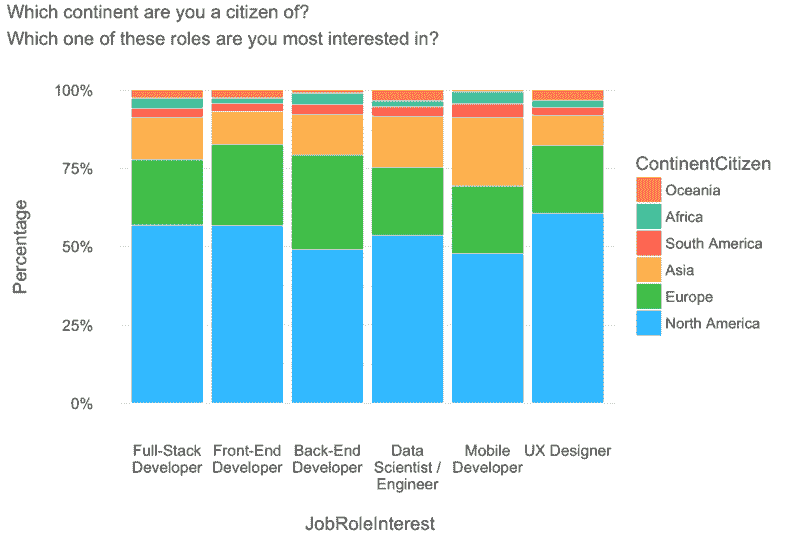 Which continent are you a citizen of?
Which one of these roles are you most interested in?
100%
75%
50%
25%
0%
Percentage
Full-Stack
Developer
Front-End
Developer
Back-End
Developer
Data
Scientist /
Engineer
Mobile
Developer
UX Designer
JobRoleInterest
ContinentCitizen
Oceania
Africa
South America
Asia
Europe
North America